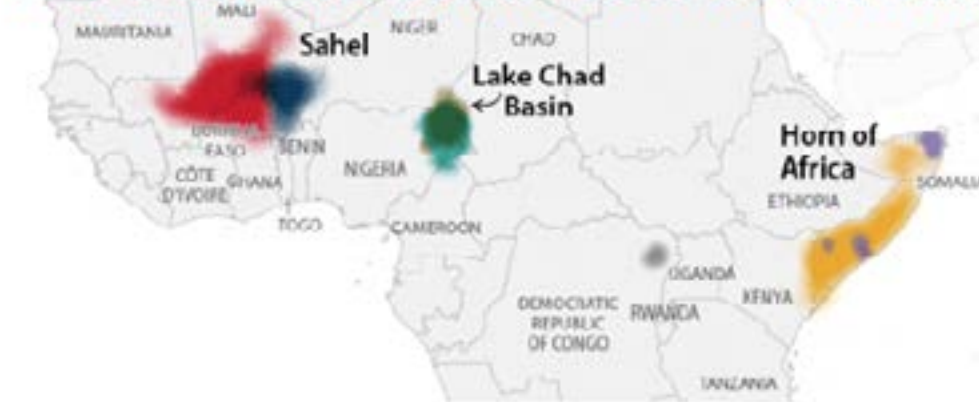 MALI
MAURITANIA
NIGER
CHAD
Sahel
Lake Chad
Basin
BURKINA
FASO
BENIN
NIGERIA
CÔTE
D'IVOIRE
GHANA
TOGO
CAMEROON
Horn of
Africa
ETHIOPIA
SOMALIA
UGANDA
KENYA
DEMOCRATIC
REPUBLIC
OF CONGO
RWANDA
TANZANIA